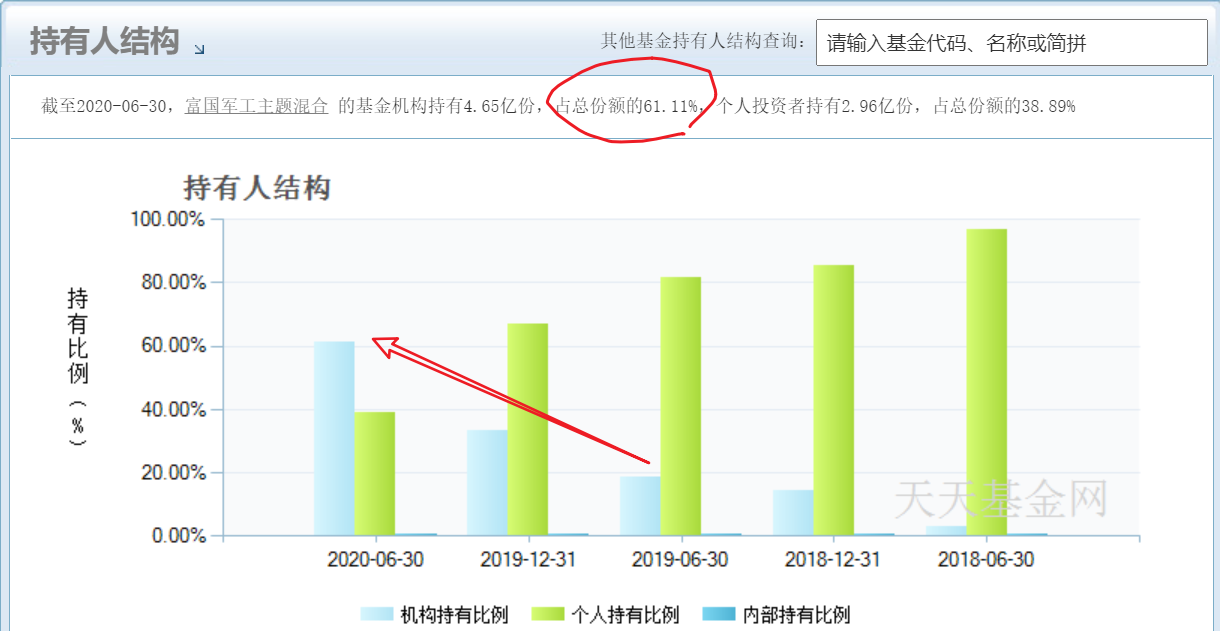 持有人结构
其他基金持有人结构查询： 请输入基金代码、名称或简拼
截至2020-06-30，富国军工主题混合 的基金机构持有4.65亿份，占总份额的61.11%，个人投资者持有2.96亿份，占总份额的38.89%
持有人结构
持有比例（%）
100.00%
80.00%
60.00%
40.00%
20.00%
0.00%
2020-06-30 2019-12-31 2019-06-30 2018-12-31 2018-06-30
天天基金网
机构持有比例 个人持有比例 内部持有比例